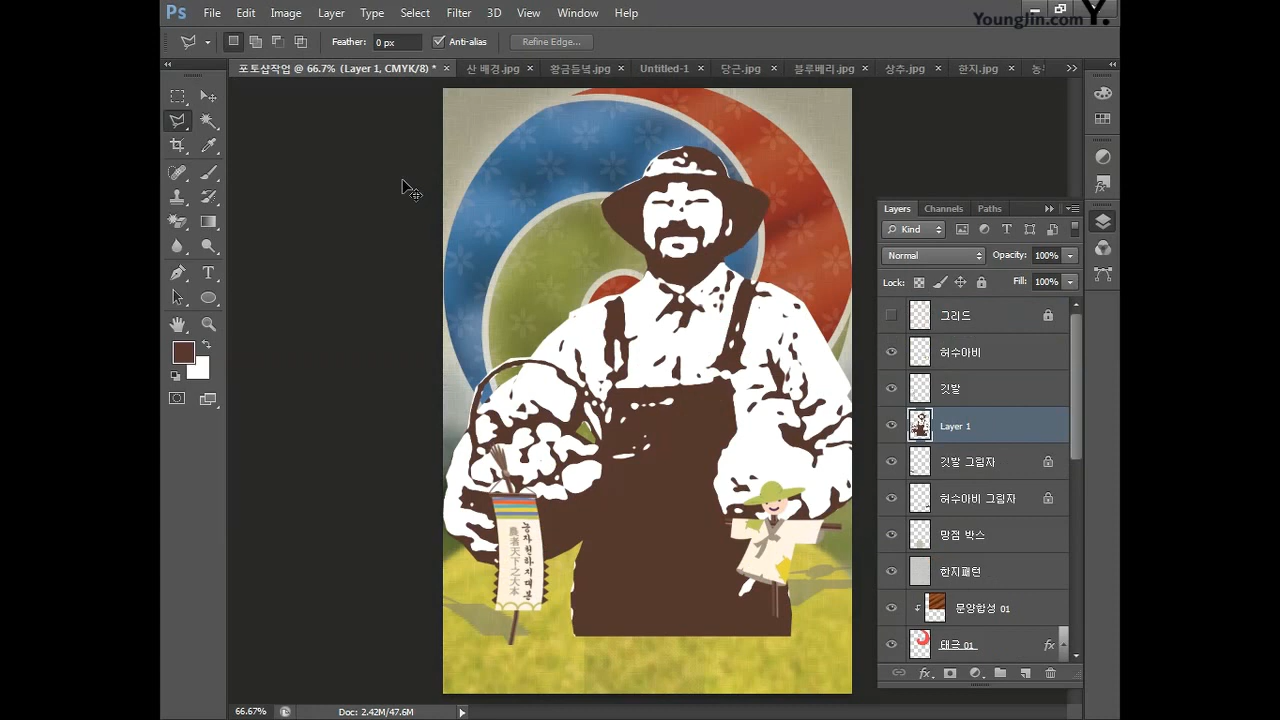 Ps File Edit Image Layer Type Select Filter 3D View Window Help
YoungJin.com Y.
Feather: 0 px Anti-alias Refine Edge...
포토샵작업 @ 66.7% (Layer 1, CMYK/8) * × 산 배경.jpg × 황금들녘.jpg × Untitled-1 × 당근.jpg × 블루베리.jpg × 상추.jpg × 한지.jpg ×
Layers Channels Paths
Kind
Normal Opacity: 100%
Lock: Fill: 100%
그리드
허수아비
깃발
Layer 1
깃발 그림자
허수아비 그림자
망점 박스
한지패턴
문양합성 01
태극 01 fx
농자천하지대본
農者天下之大本
66.67% Doc: 2.42M/47.6M